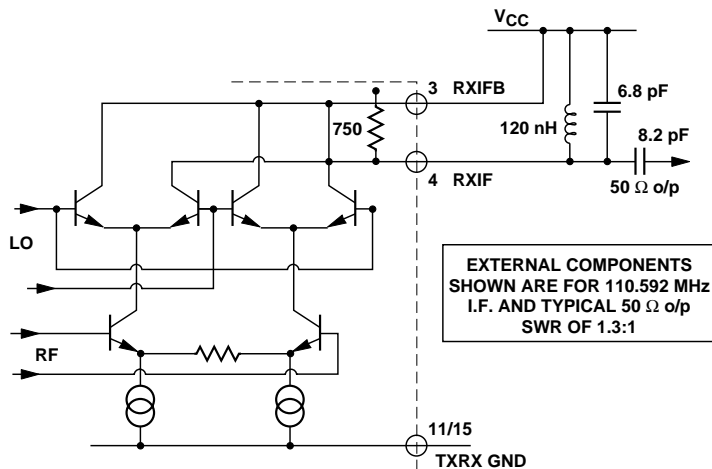 VCC
3 RXIFB
6.8 pF
750
120 nH
8.2 pF
4 RXIF
50 Ω o/p
LO
EXTERNAL COMPONENTS
SHOWN ARE FOR 110.592 MHz
I.F. AND TYPICAL 50 Ω o/p
SWR OF 1.3:1
RF
11/15
TXRX GND